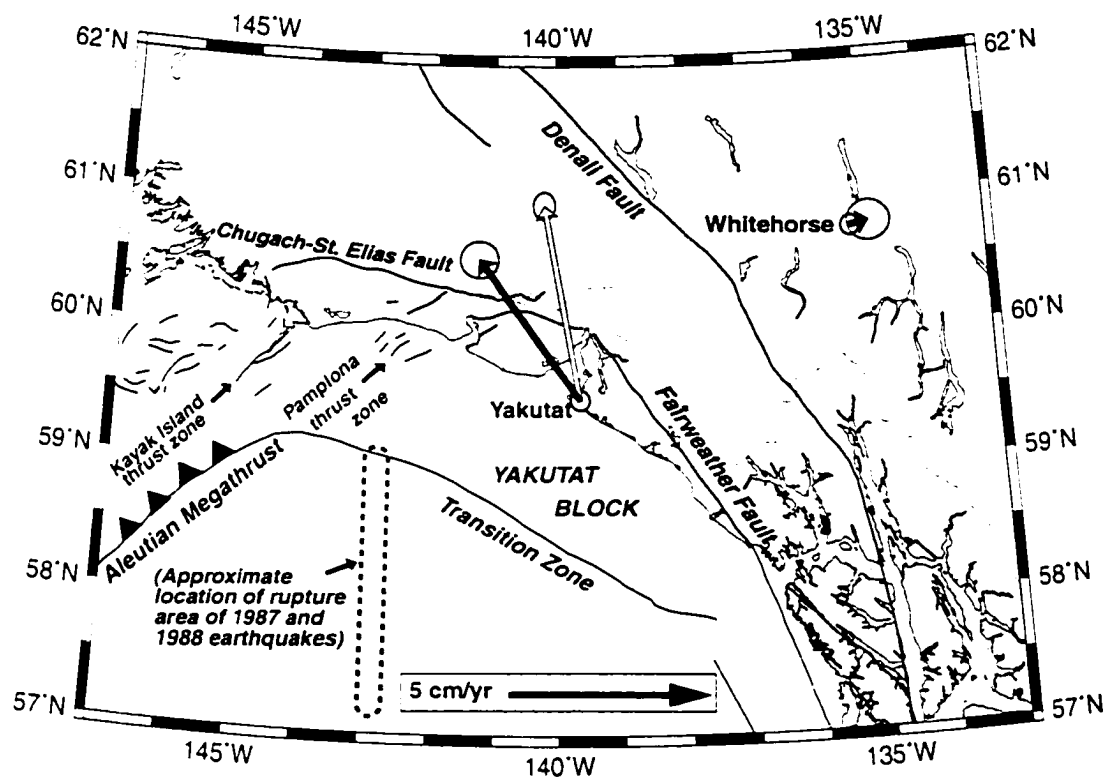 145°W
140°W
135°W
62°N
62°N
61°N
61°N
Denali Fault
Whitehorse
Chugach-St. Elias Fault
60°N
60°N
Kayak Island
thrust zone
Pamplona
thrust
zone
Yakutat
Fairweather Fault
59°N
59°N
YAKUTAT
BLOCK
Aleutian Megathrust
Transition Zone
58°N
58°N
(Approximate
location of rupture
area of 1987 and
1988 earthquakes)
5 cm/yr
57°N
57°N
145°W
140°W
135°W